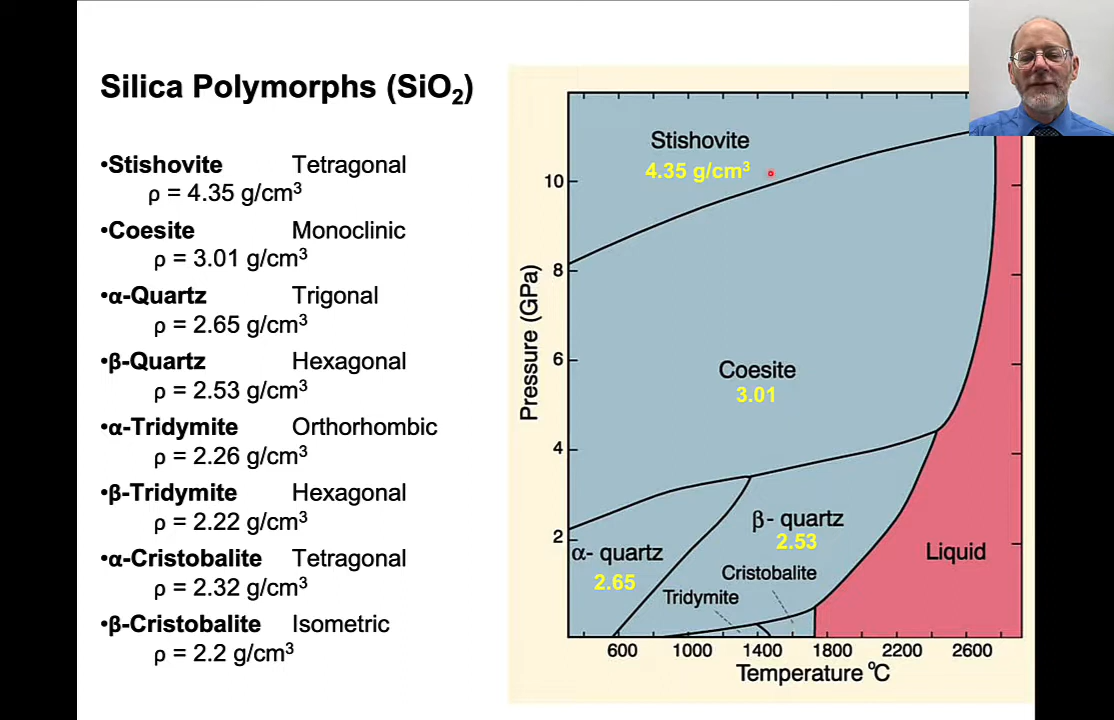 Silica Polymorphs (SiO₂)
•Stishovite Tetragonal
ρ = 4.35 g/cm³
•Coesite Monoclinic
ρ = 3.01 g/cm³
•α-Quartz Trigonal
ρ = 2.65 g/cm³
•β-Quartz Hexagonal
ρ = 2.53 g/cm³
•α-Tridymite Orthorhombic
ρ = 2.26 g/cm³
•β-Tridymite Hexagonal
ρ = 2.22 g/cm³
•α-Cristobalite Tetragonal
ρ = 2.32 g/cm³
•β-Cristobalite Isometric
ρ = 2.2 g/cm³
Pressure (GPa)
10
8
6
4
2
Stishovite
4.35 g/cm³
Coesite
3.01
β- quartz
2.53
α- quartz
2.65
Liquid
Cristobalite
Tridymite
600 1000 1400 1800 2200 2600
Temperature °C